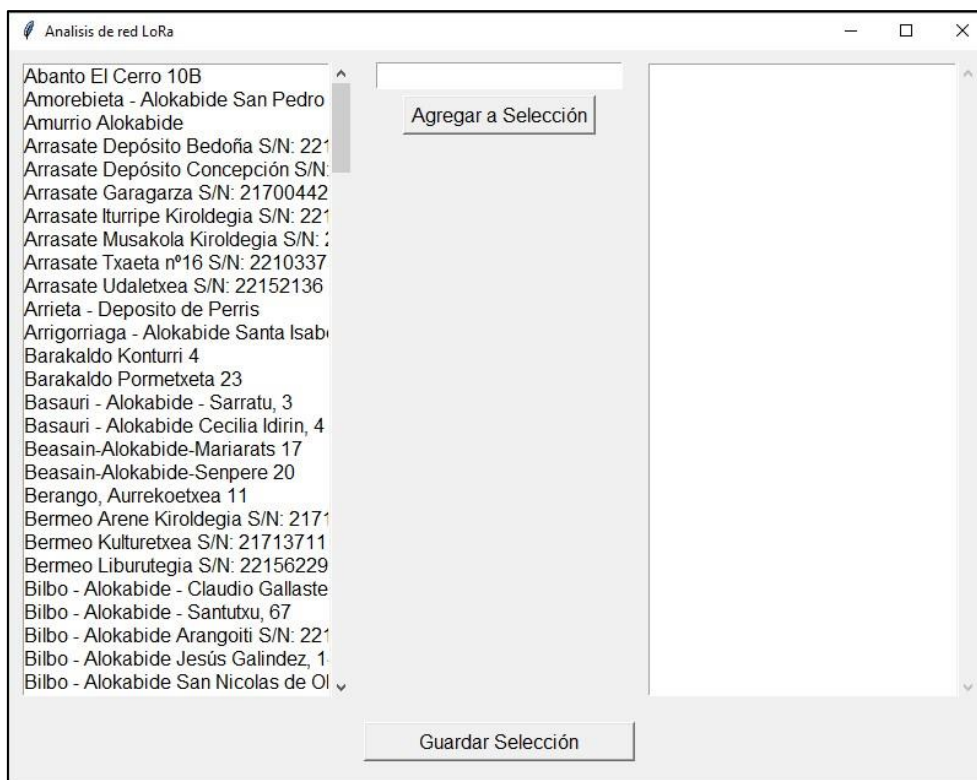 Analisis de red LoRa
Abanto El Cerro 10B
Amorebieta - Alokabide San Pedro
Amurrio Alokabide
Arrasate Depósito Bedoña S/N: 221
Arrasate Depósito Concepción S/N:
Arrasate Garagarza S/N: 21700442
Arrasate Iturripe Kiroldegia S/N: 221
Arrasate Musakola Kiroldegia S/N: 2
Arrasate Txaeta nº16 S/N: 2210337
Arrasate Udaletxea S/N: 22152136
Arrieta - Deposito de Perris
Arrigorriaga - Alokabide Santa Isab
Barakaldo Konturri 4
Barakaldo Pormetxeta 23
Basauri - Alokabide - Sarratu, 3
Basauri - Alokabide Cecilia Idirin, 4
Beasain-Alokabide-Mariarats 17
Beasain-Alokabide-Senpere 20
Berango, Aurrekoetxea 11
Bermeo Arene Kiroldegia S/N: 2171
Bermeo Kulturetxea S/N: 21713711
Bermeo Liburutegia S/N: 22156229
Bilbo - Alokabide - Claudio Gallaste
Bilbo - Alokabide - Santutxu, 67
Bilbo - Alokabide Arangoiti S/N: 221
Bilbo - Alokabide Jesús Galindez, 1
Bilbo - Alokabide San Nicolas de Ol
Agregar a Selección
Guardar Selección